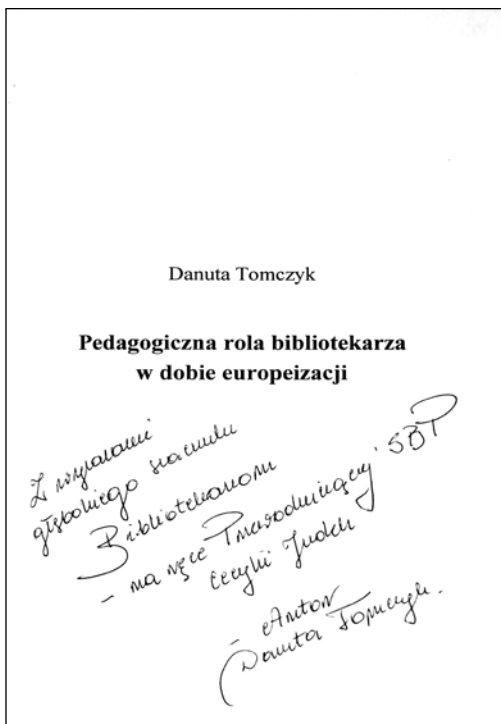 Danuta Tomczyk
Pedagogiczna rola bibliotekarza
w dobie europeizacji
Z wyrazami
głębokiego szacunku
Bibliotekarom
- na ręce Przewodniczącej SBP
Cecylii Judek
- Autor
Danuta Tomczyk.